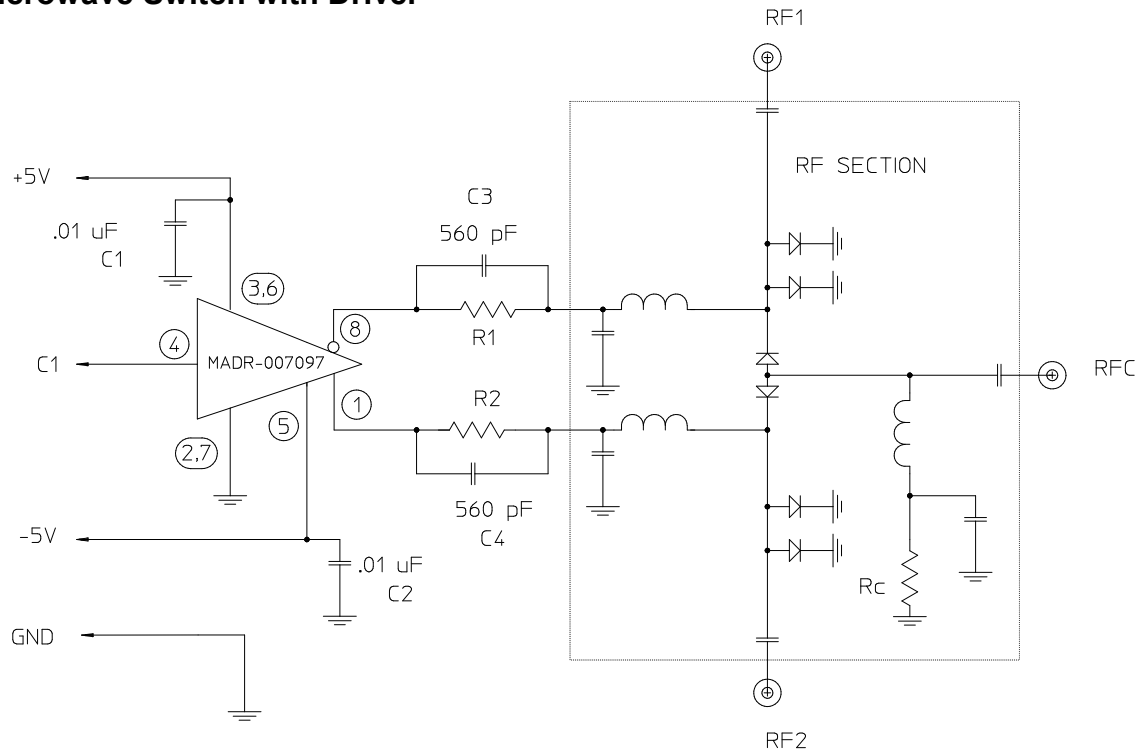 crowave Switch with Driver
RF1
RF SECTION
+5V
.01 uF
C1
C3
560 pF
3,6
8
R1
4
C1
MADR-007097
RFC
R2
1
5
2,7
560 pF
C4
-5V
.01 uF
C2
Rc
GND
RF2